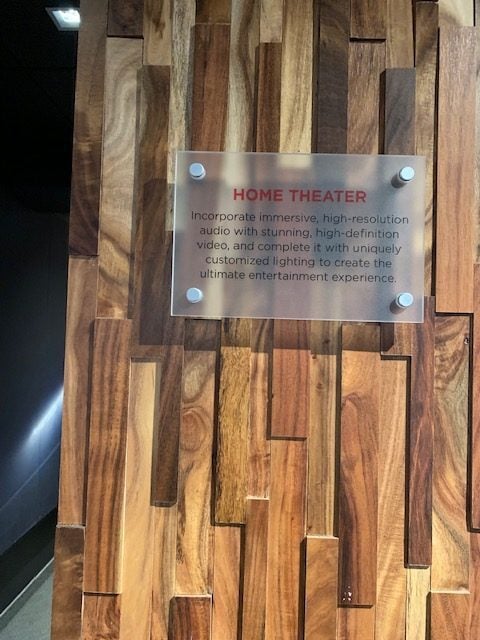 HOME THEATER
Incorporate immersive, high-resolution
audio with stunning, high-definition
video, and complete it with uniquely
customized lighting to create the
ultimate entertainment experience.